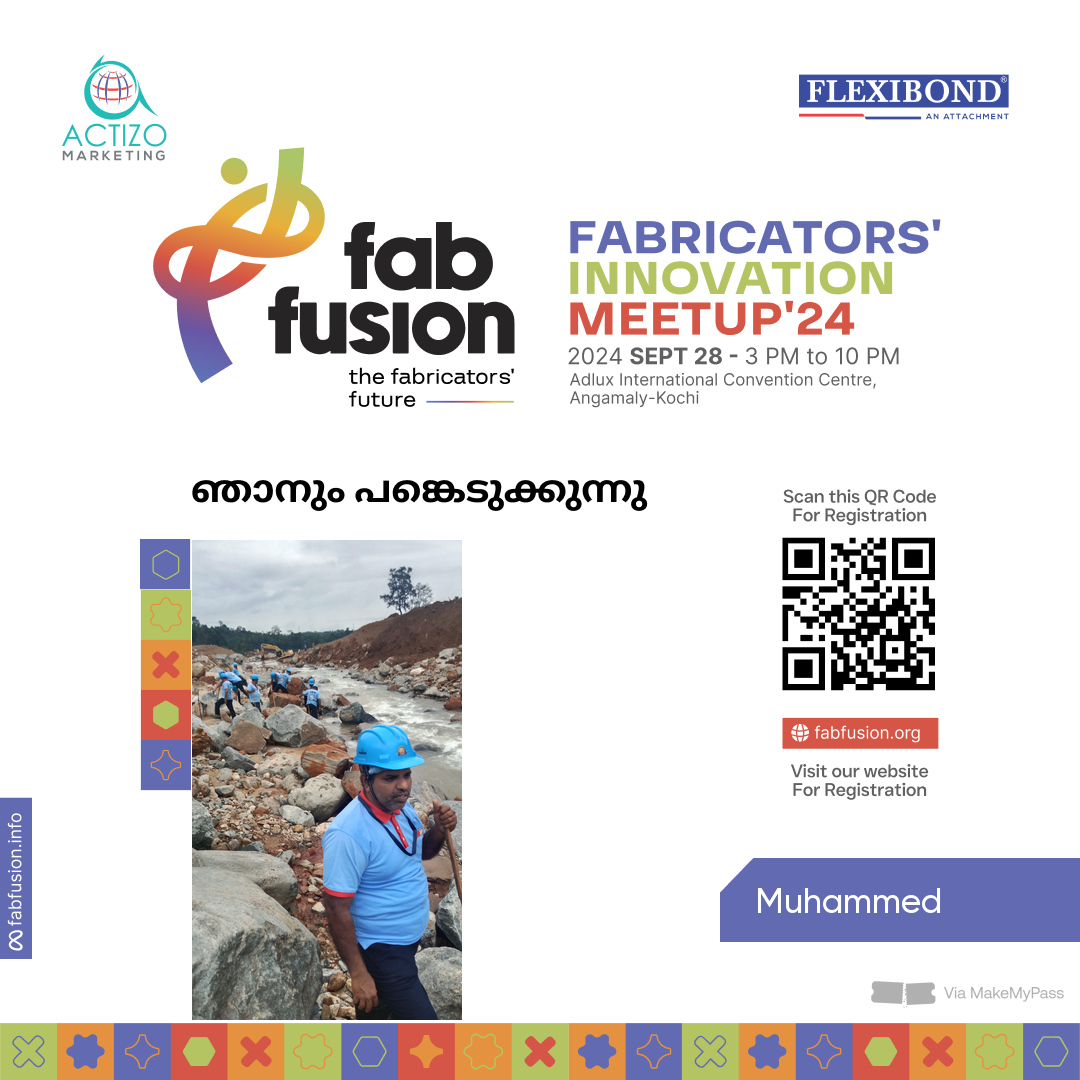 ACTIZO
MARKETING
FLEXIBOND®
AN ATTACHMENT
fab
fusion
the fabricators'
future
FABRICATORS'
INNOVATION
MEETUP'24
2024 SEPT 28 - 3 PM to 10 PM
Adlux International Convention Centre,
Angamaly-Kochi
ഞാനും പങ്കെടുക്കുന്നു
Scan this QR Code
For Registration
fabfusion.org
Visit our website
For Registration
fabfusion.info
Muhammed
Via MakeMyPass